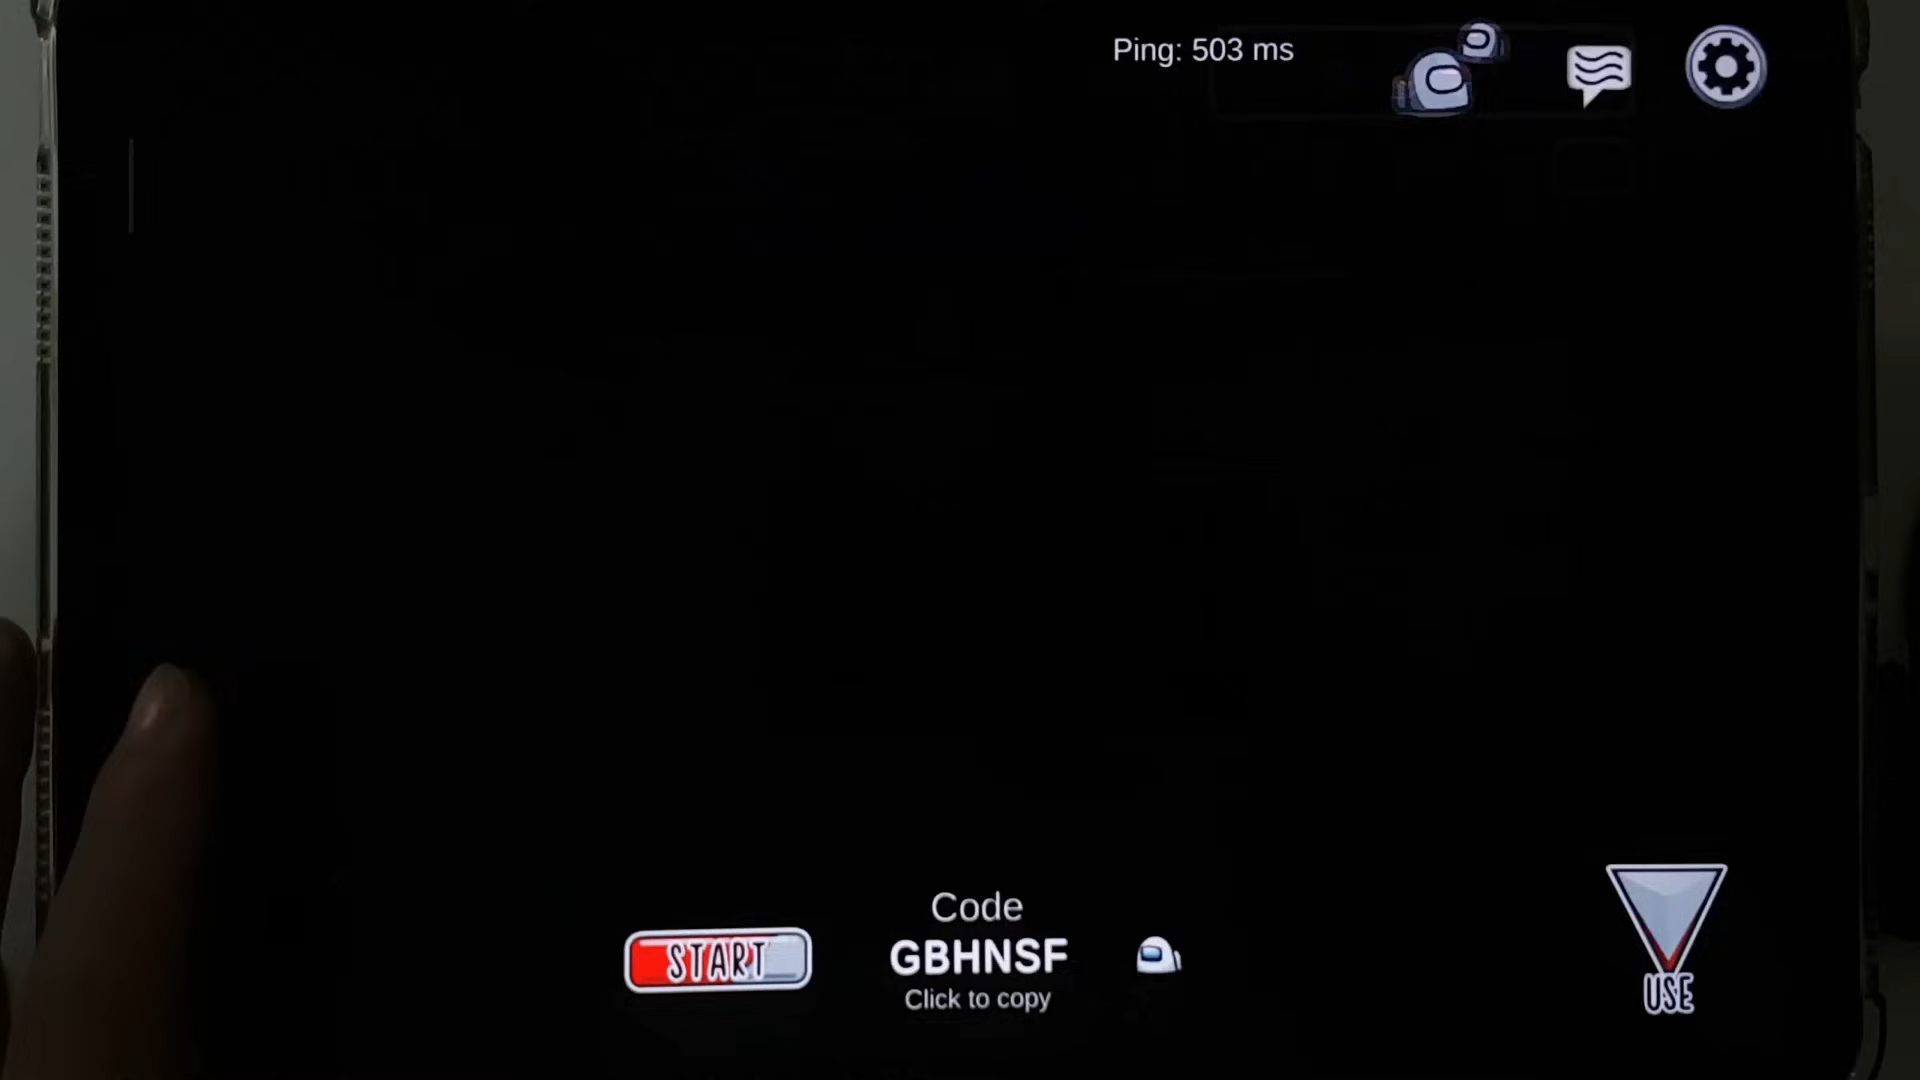 Ping: 503 ms
Code
START
GBHNSF
Click to copy
USE